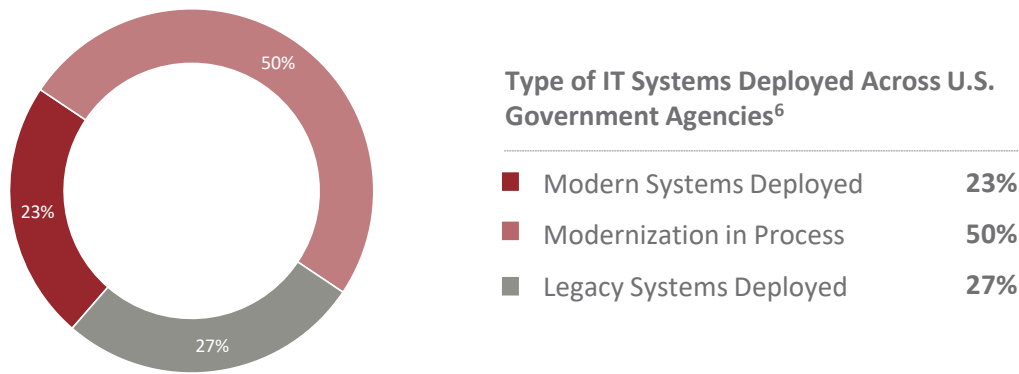 50%
23%
27%
Type of IT Systems Deployed Across U.S.
Government Agencies⁶
Modern Systems Deployed 23%
Modernization in Process 50%
Legacy Systems Deployed 27%